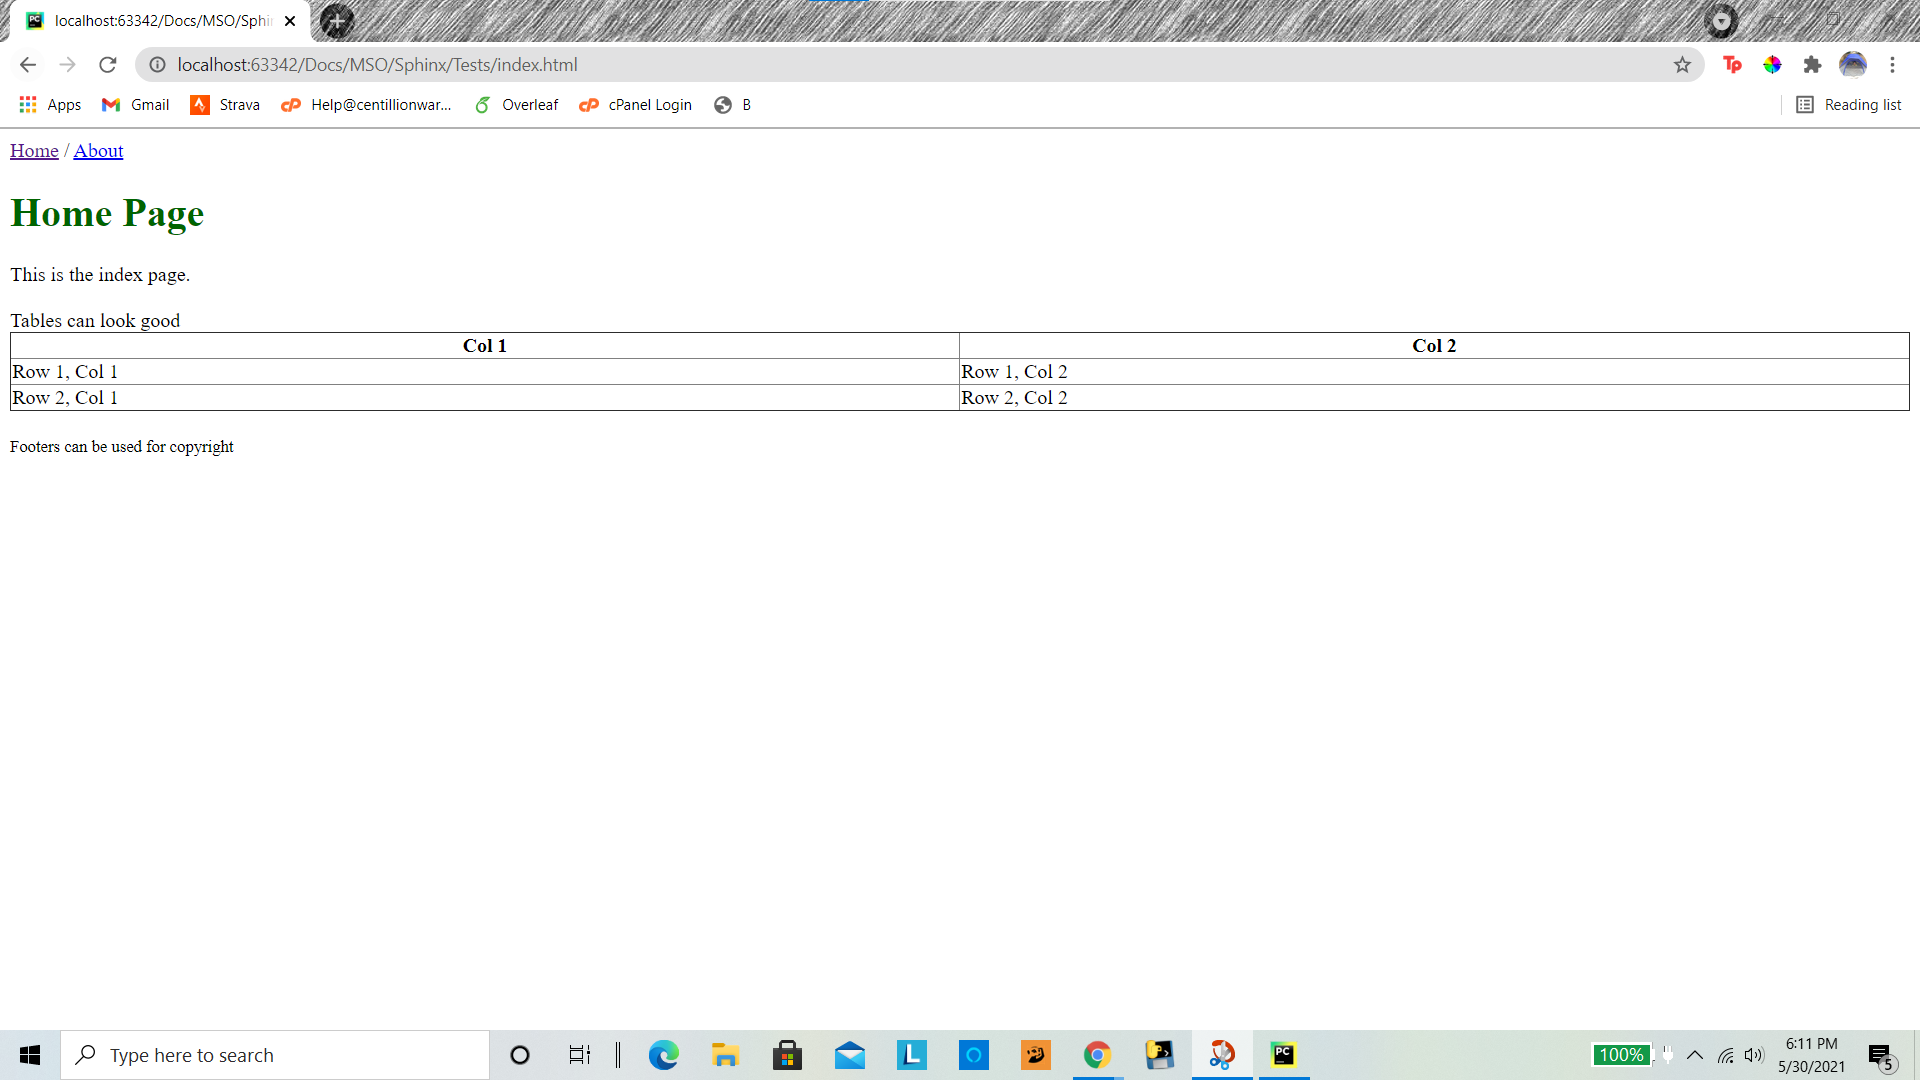 localhost:63342/Docs/MSO/Sphi
localhost:63342/Docs/MSO/Sphinx/Tests/index.html
Tp
Apps
Gmail
Strava
Help@centillionwar...
Overleaf
cPanel Login
B
Reading list
Home / About
Home Page
This is the index page.
Tables can look good
Col 1 Col 2
Row 1, Col 1 Row 1, Col 2
Row 2, Col 1 Row 2, Col 2
Footers can be used for copyright
Type here to search
L
PC
100%
6:11 PM
5/30/2021
5